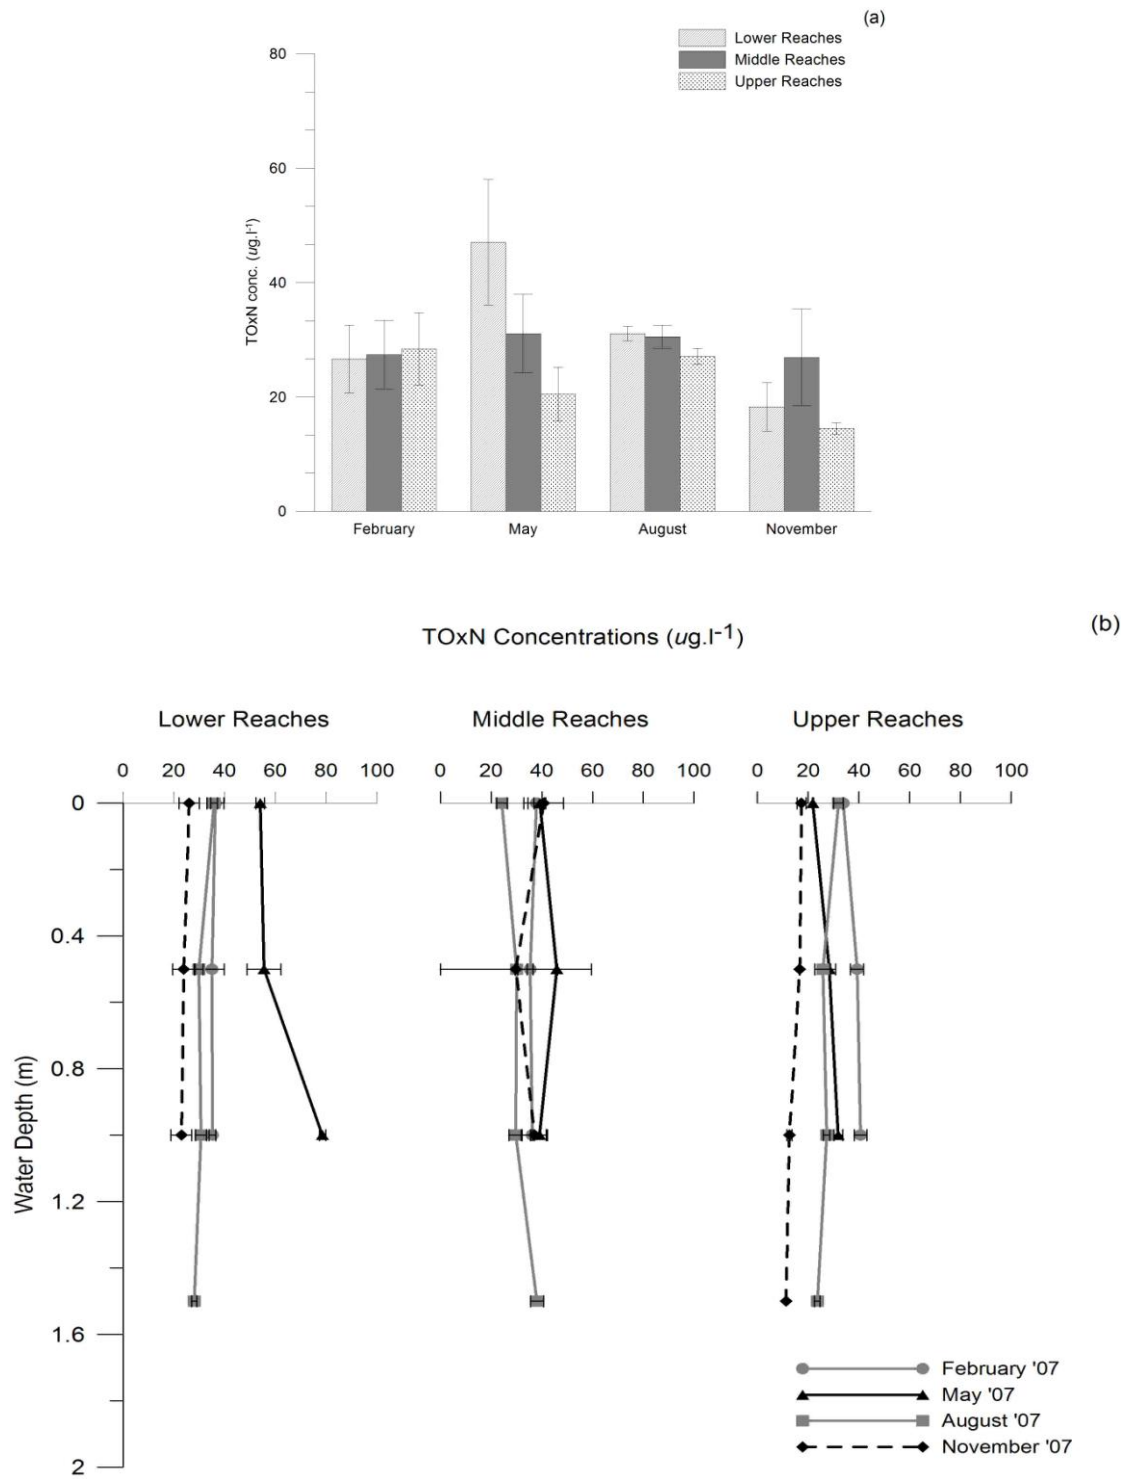 (a)
Lower Reaches
Middle Reaches
Upper Reaches
80
60
40
20
0
TOxN conc. (ug.l-1)
February May August November
TOxN Concentrations (ug.l-1)
(b)
Lower Reaches Middle Reaches Upper Reaches
0 20 40 60 80 100 0 20 40 60 80 100 0 20 40 60 80 100
0
0.4
0.8
1.2
1.6
2
Water Depth (m)
February '07
May '07
August '07
November '07